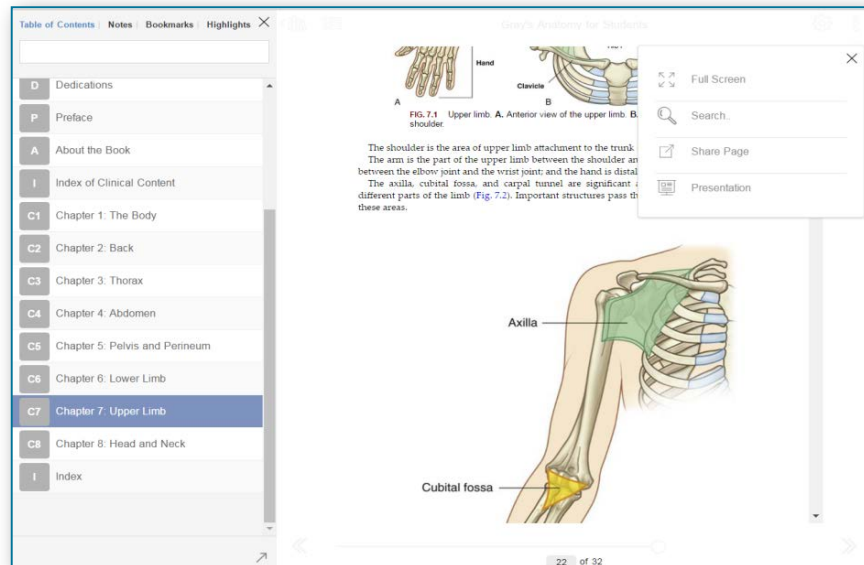 Table of Contents | Notes | Bookmarks | Highlights
D Dedications
P Preface
A About the Book
I Index of Clinical Content
C1 Chapter 1: The Body
C2 Chapter 2: Back
C3 Chapter 3: Thorax
C4 Chapter 4: Abdomen
C5 Chapter 5: Pelvis and Perineum
C6 Chapter 6: Lower Limb
C7 Chapter 7: Upper Limb
C8 Chapter 8: Head and Neck
I Index
Gray's Anatomy for Students
Hand
Clavicle
A
B
FIG. 7.1 Upper limb. A. Anterior view of the upper limb. B.
shoulder.
The shoulder is the area of upper limb attachment to the trunk
The arm is the part of the upper limb between the shoulder an
between the elbow joint and the wrist joint; and the hand is distal
The axilla, cubital fossa, and carpal tunnel are significant a
different parts of the limb (Fig. 7.2). Important structures pass th
these areas.
Axilla
Cubital fossa
22 of 32
Full Screen
Search..
Share Page
Presentation